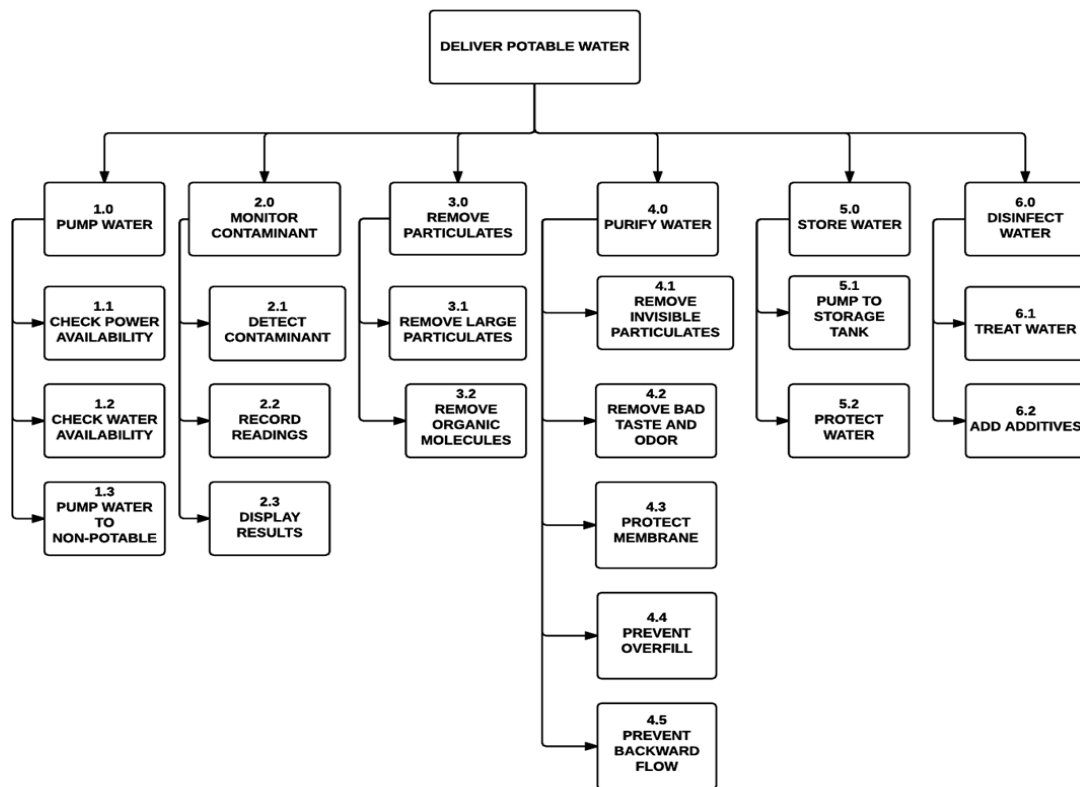 DELIVER POTABLE WATER
1.0
PUMP WATER
2.0
MONITOR
CONTAMINANT
3.0
REMOVE
PARTICULATES
4.0
PURIFY WATER
5.0
STORE WATER
6.0
DISINFECT
WATER
1.1
CHECK POWER
AVAILABILITY
2.1
DETECT
CONTAMINANT
3.1
REMOVE LARGE
PARTICULATES
4.1
REMOVE
INVISIBLE
PARTICULATES
5.1
PUMP TO
STORAGE
TANK
6.1
TREAT WATER
1.2
CHECK WATER
AVAILABILITY
2.2
RECORD
READINGS
3.2
REMOVE
ORGANIC
MOLECULES
4.2
REMOVE BAD
TASTE AND
ODOR
5.2
PROTECT
WATER
6.2
ADD ADDITIVES
1.3
PUMP WATER
TO
NON-POTABLE
2.3
DISPLAY
RESULTS
4.3
PROTECT
MEMBRANE
4.4
PREVENT
OVERFILL
4.5
PREVENT
BACKWARD
FLOW